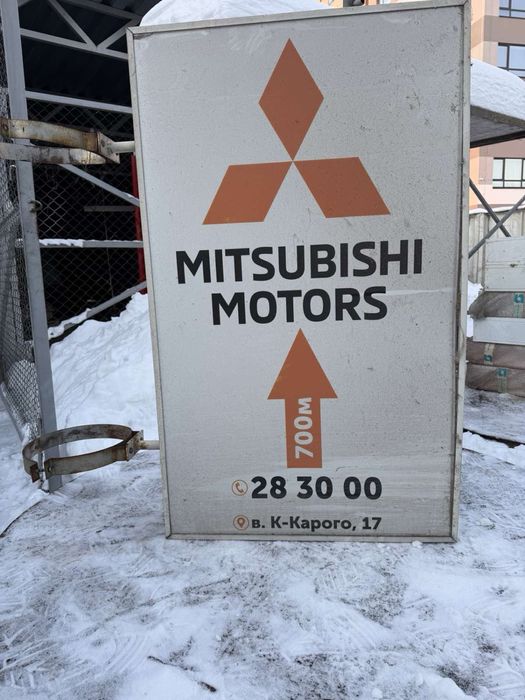 MITSUBISHI
MOTORS
700м
28 30 00
в. К-Карого, 17